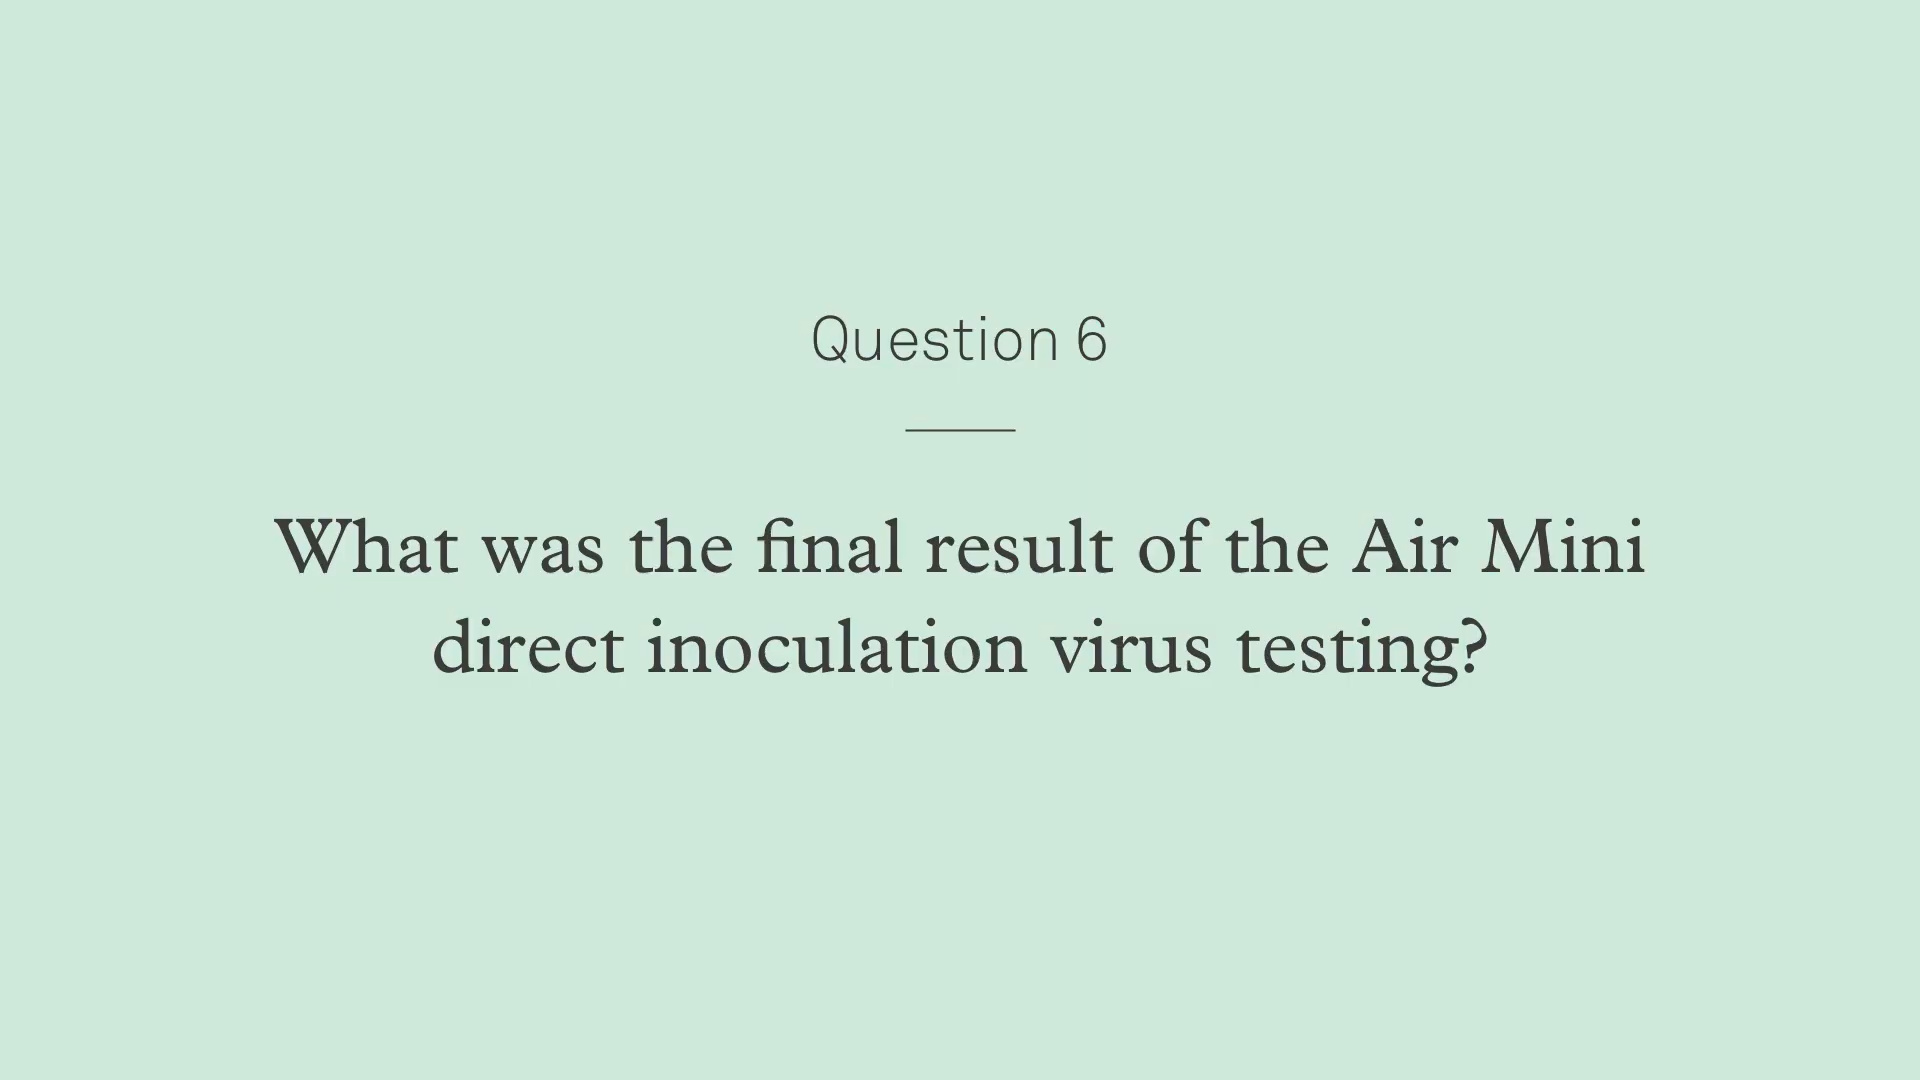 Question 6
What was the final result of the Air Mini
direct inoculation virus testing?